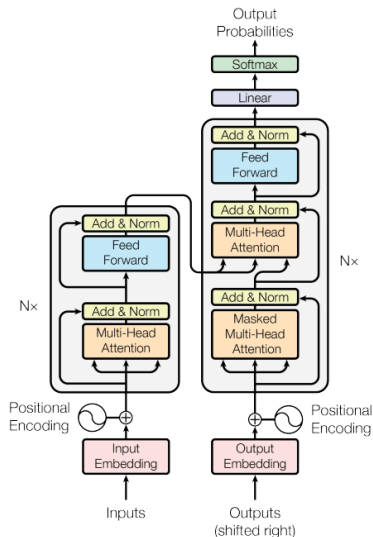 Output
Probabilities
Softmax
Linear
Add & Norm
Feed
Forward
Add & Norm
Multi-Head
Attention
Add & Norm
Masked
Multi-Head
Attention
N×
Positional
Encoding
Output
Embedding
Outputs
(shifted right)
Add & Norm
Feed
Forward
Add & Norm
Multi-Head
Attention
N×
Positional
Encoding
Input
Embedding
Inputs